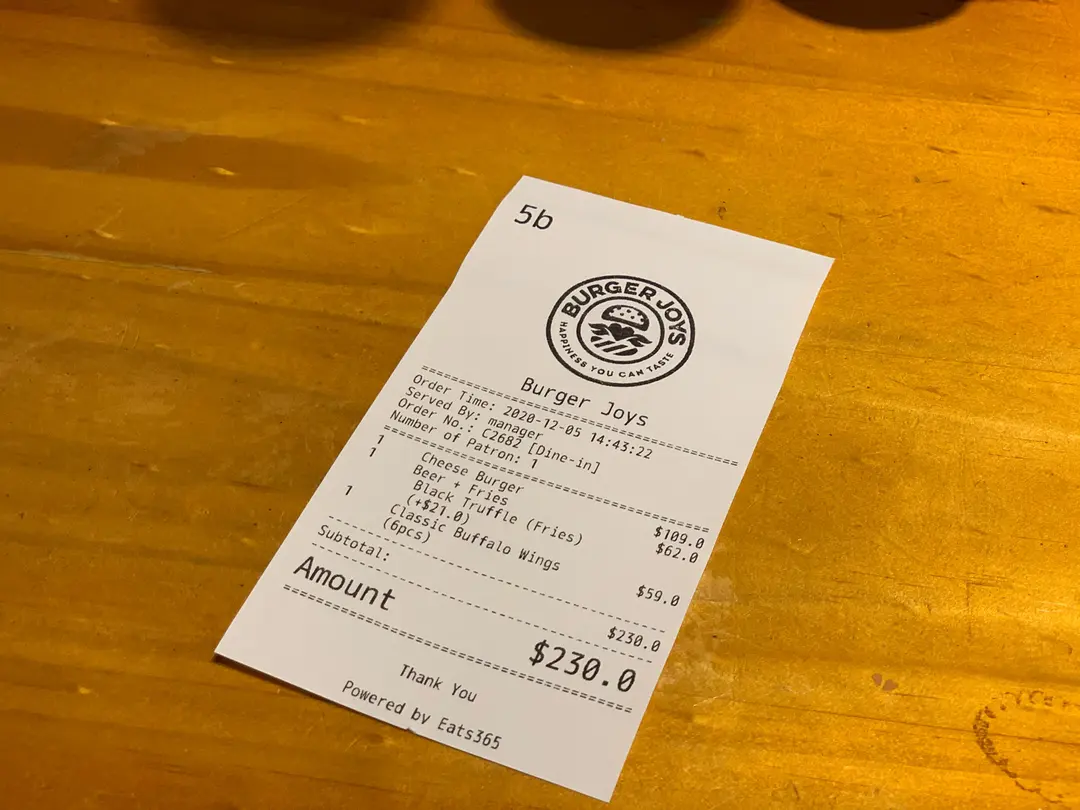 5b
BURGER JOYS
HAPPINESS YOU CAN TASTE
Burger Joys
======================================
Order Time: 2020-12-05 14:43:22
Served By: manager
Order No.: C2682 [Dine-in]
Number of Patron: 1
======================================
1 Cheese Burger $109.0
1 Beer + Fries $62.0
Black Truffle (Fries)
(+$21.0)
1 Classic Buffalo Wings $59.0
(6pcs)
--------------------------------------
Subtotal: $230.0
--------------------------------------
Amount $230.0
======================================
Thank You
Powered by Eats365